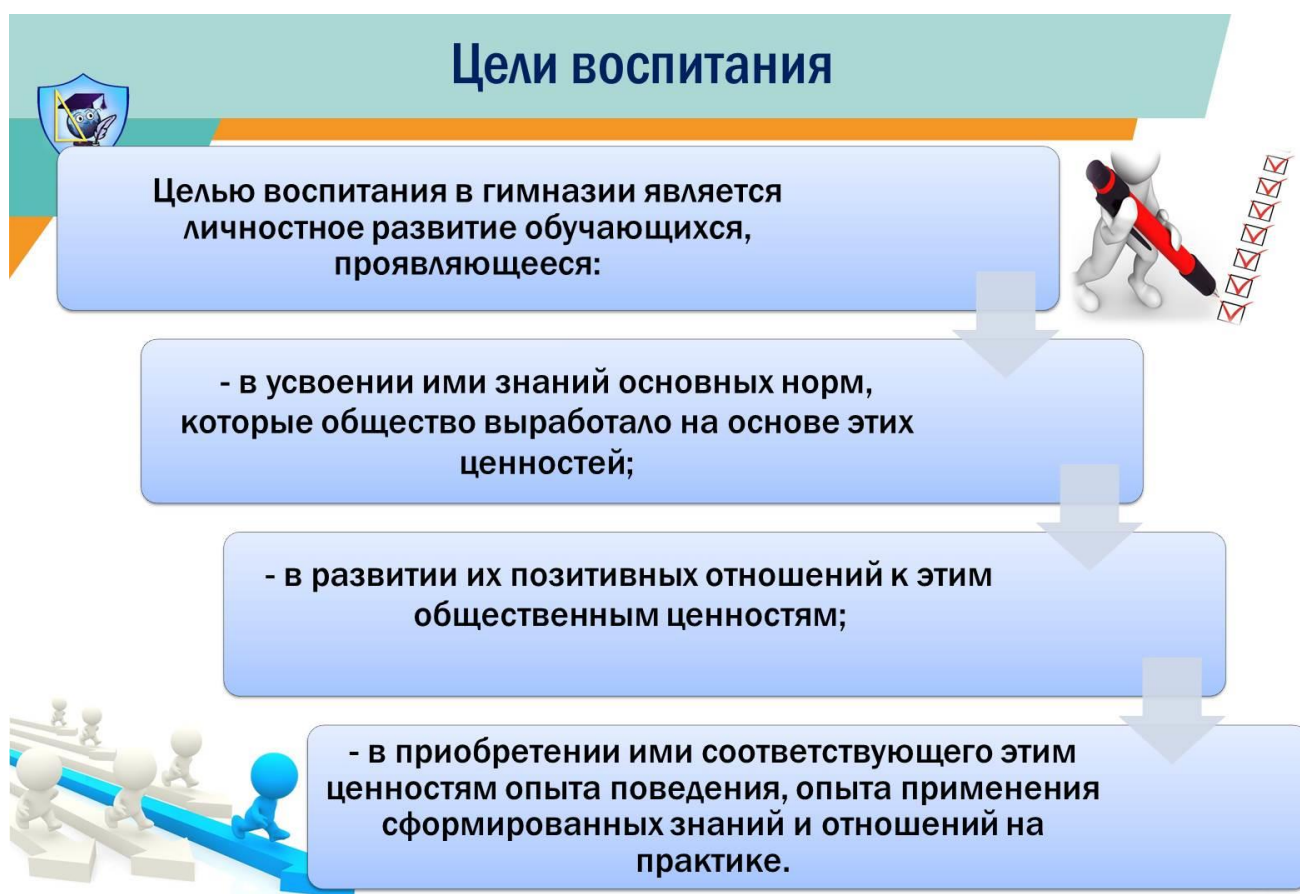 Цели воспитания
Целью воспитания в гимназии является
личностное развитие обучающихся,
проявляющееся:
- в усвоении ими знаний основных норм,
которые общество выработало на основе этих
ценностей;
- в развитии их позитивных отношений к этим
общественным ценностям;
- в приобретении ими соответствующего этим
ценностям опыта поведения, опыта применения
сформированных знаний и отношений на
практике.